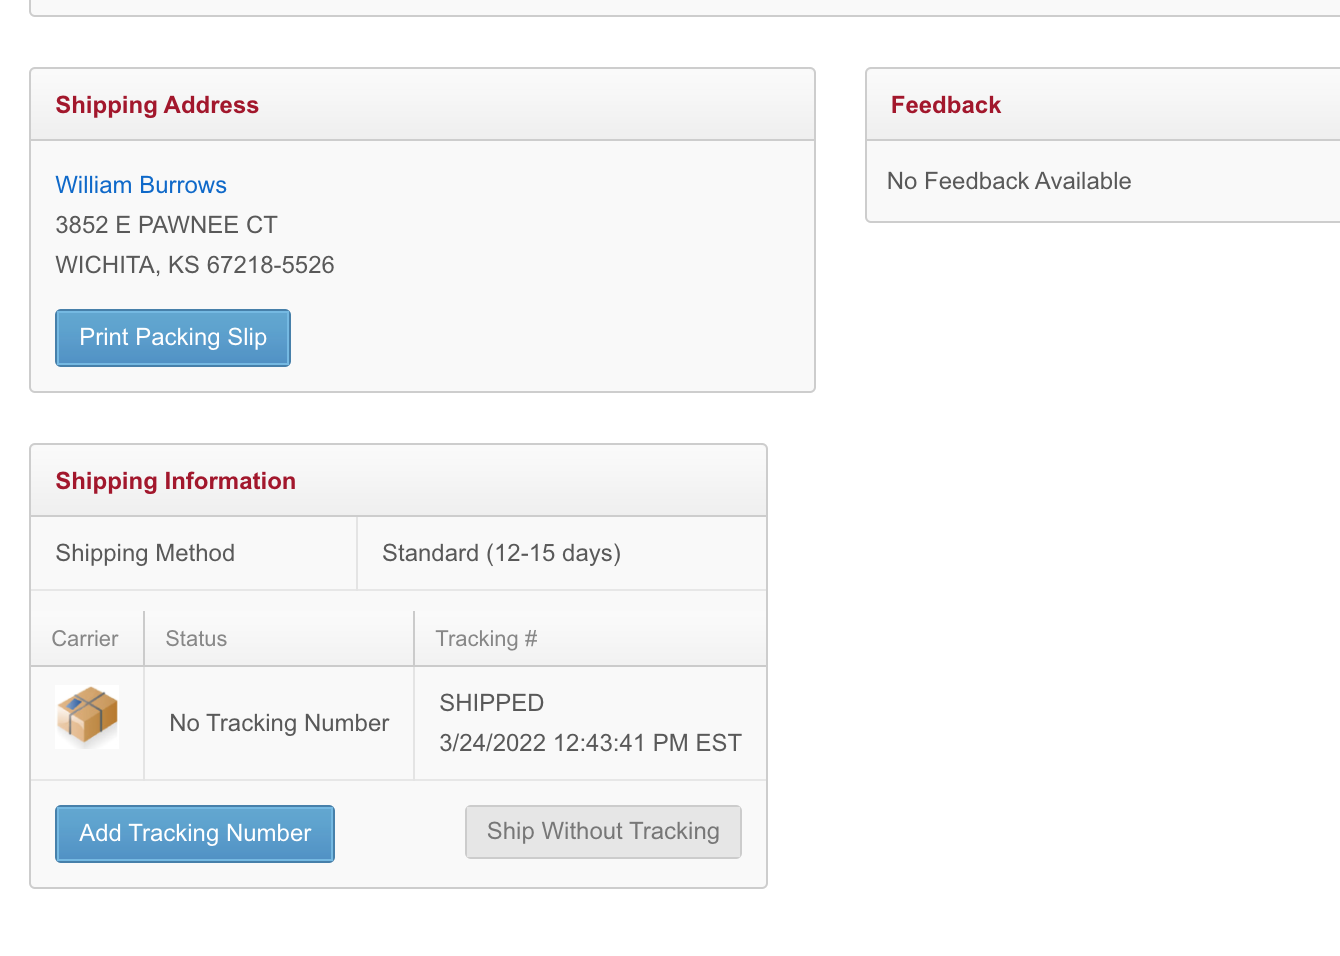 Shipping Address
William Burrows
3852 E PAWNEE CT
WICHITA, KS 67218-5526
Print Packing Slip
Feedback
No Feedback Available
Shipping Information
Shipping Method
Standard (12-15 days)
Carrier
Status
Tracking #
No Tracking Number
SHIPPED
3/24/2022 12:43:41 PM EST
Add Tracking Number
Ship Without Tracking